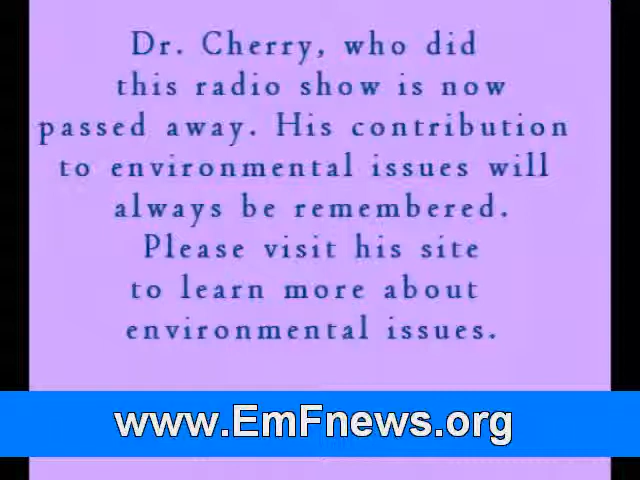 Dr. Cherry, who did
this radio show is now
passed away. His contribution
to environmental issues will
always be remembered.
Please visit his site
to learn more about
environmental issues.
www.EmFnews.org